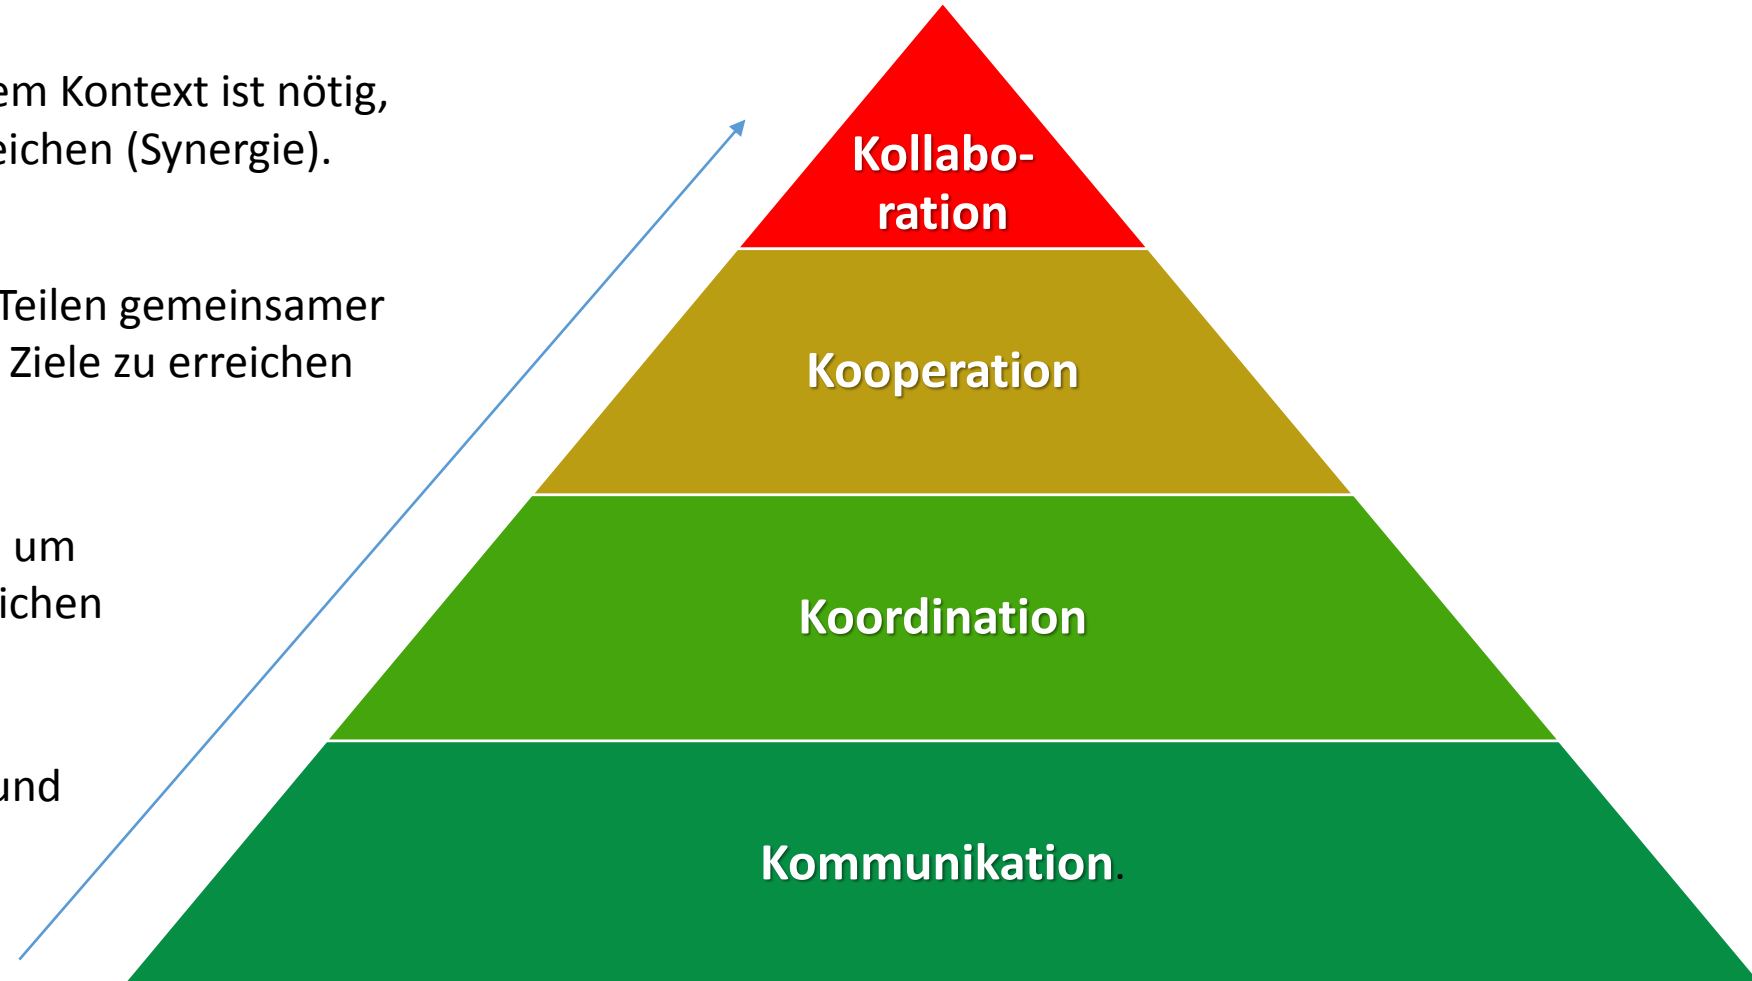 em Kontext ist nötig,
eichen (Synergie).
Teilen gemeinsamer
Ziele zu erreichen
um
ichen
und
Kollabo-
ration
Kooperation
Koordination
Kommunikation.